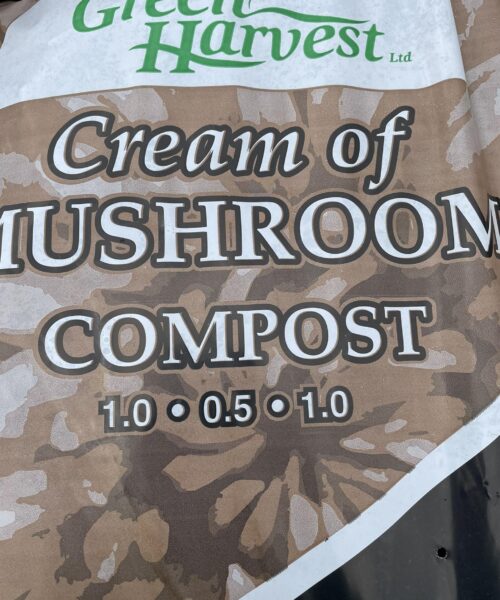 Green
Harvest Ltd
Cream of
MUSHROOM
COMPOST
1.0 • 0.5 • 1.0